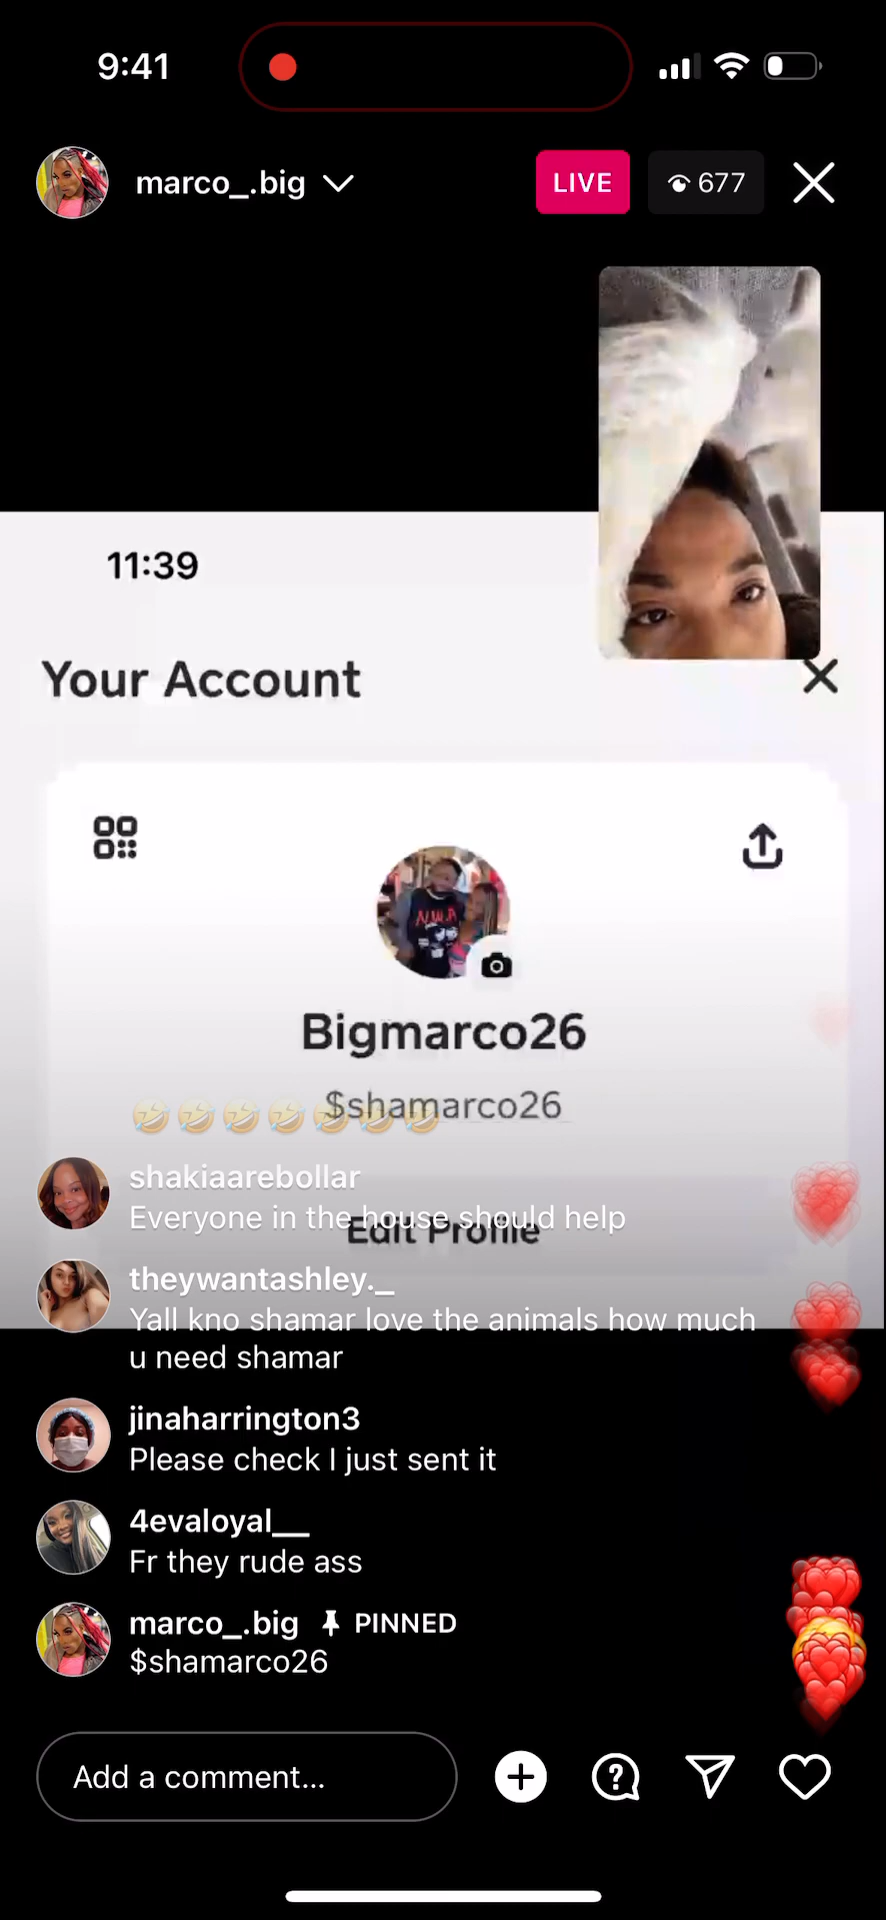 9:41
marco_.big
LIVE
677
11:39
Your Account
N.W.A
Bigmarco26
$shamarco26
🤣🤣🤣🤣🤣🤣🤣
Edit Profile
shakiaarebollar
Everyone in the house should help
theywantashley._
Yall kno shamar love the animals how much
u need shamar
jinaharrington3
Please check I just sent it
4evaloyal__
Fr they rude ass
marco_.big PINNED
$shamarco26
Add a comment...